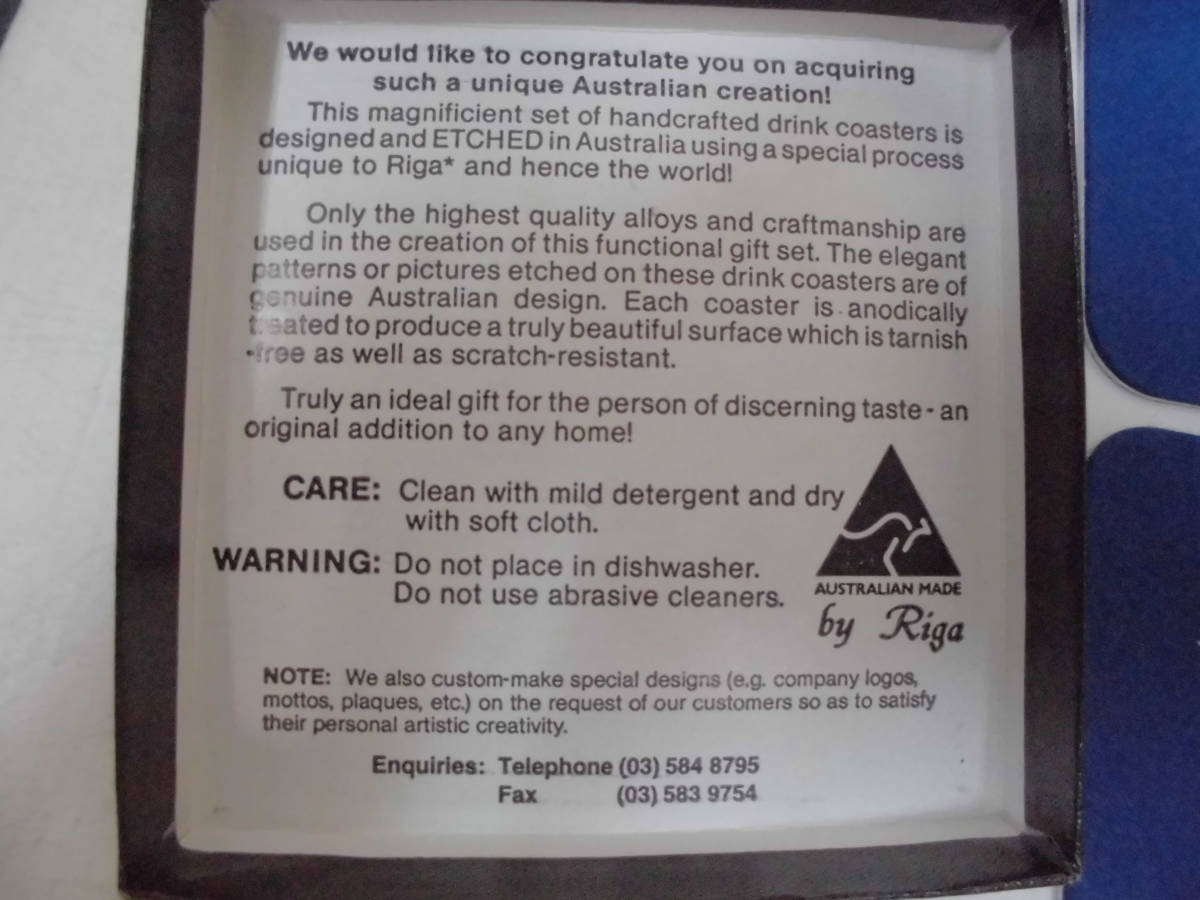 We would like to congratulate you on acquiring
such a unique Australian creation!
This magnificient set of handcrafted drink coasters is
designed and ETCHED in Australia using a special process
unique to Riga* and hence the world!
Only the highest quality alloys and craftmanship are
used in the creation of this functional gift set. The elegant
patterns or pictures etched on these drink coasters are of
genuine Australian design. Each coaster is anodically
treated to produce a truly beautiful surface which is tarnish
-free as well as scratch-resistant.
Truly an ideal gift for the person of discerning taste - an
original addition to any home!
CARE: Clean with mild detergent and dry
with soft cloth.
WARNING: Do not place in dishwasher.
Do not use abrasive cleaners.
AUSTRALIAN MADE
by Riga
NOTE: We also custom-make special designs (e.g. company logos,
mottos, plaques, etc.) on the request of our customers so as to satisfy
their personal artistic creativity.
Enquiries: Telephone (03) 584 8795
Fax (03) 583 9754